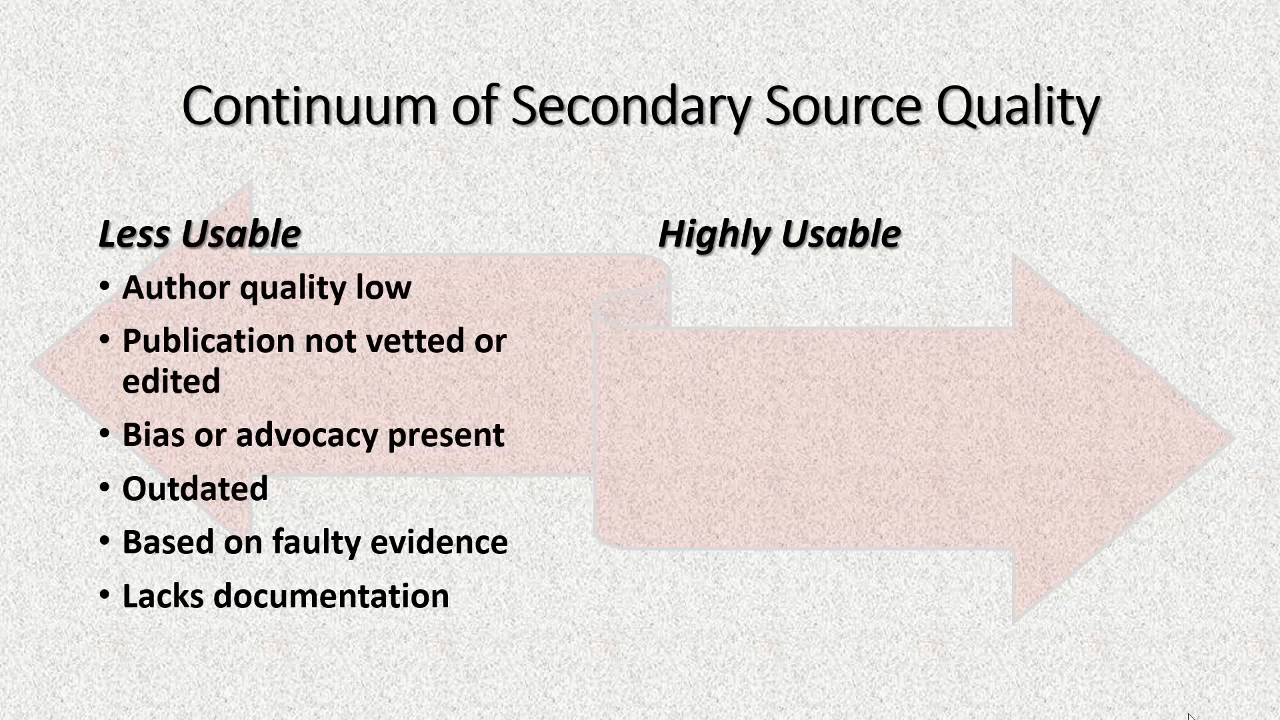 Continuum of Secondary Source Quality
Less Usable
• Author quality low
• Publication not vetted or
edited
• Bias or advocacy present
• Outdated
• Based on faulty evidence
• Lacks documentation
Highly Usable